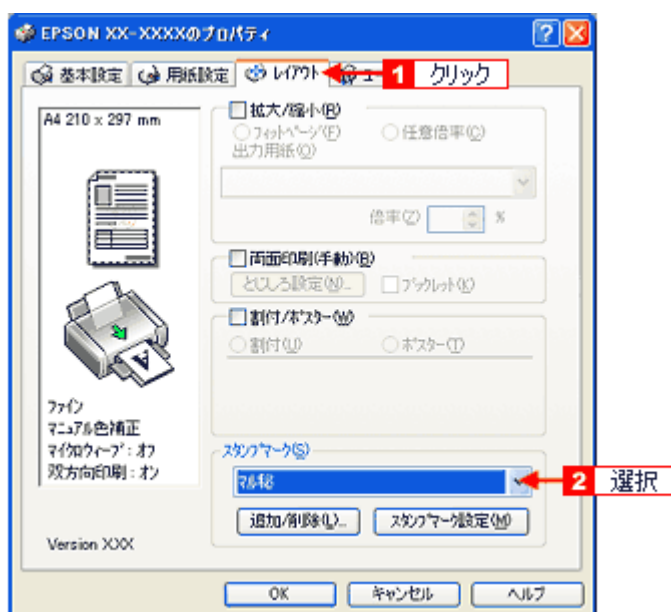 EPSON XX-XXXXのプロパティ
基本設定
用紙設定
レイアウト
1 クリック
A4 210 x 297 mm
拡大/縮小(R)
フィットページ(F)
任意倍率(C)
出力用紙(O)
倍率(Z)
%
両面印刷(手動)(B)
とじしろ設定(N)...
ブックレット(K)
割付/ポスター(W)
割付(U)
ポスター(T)
ファイン
マニュアル色補正
マイクロウィーブ : オフ
双方向印刷 : オン
スタンプマーク(S)
マル秘
2 選択
追加/削除(L)...
スタンプマーク設定(M)
Version XXX
OK
キャンセル
ヘルプ